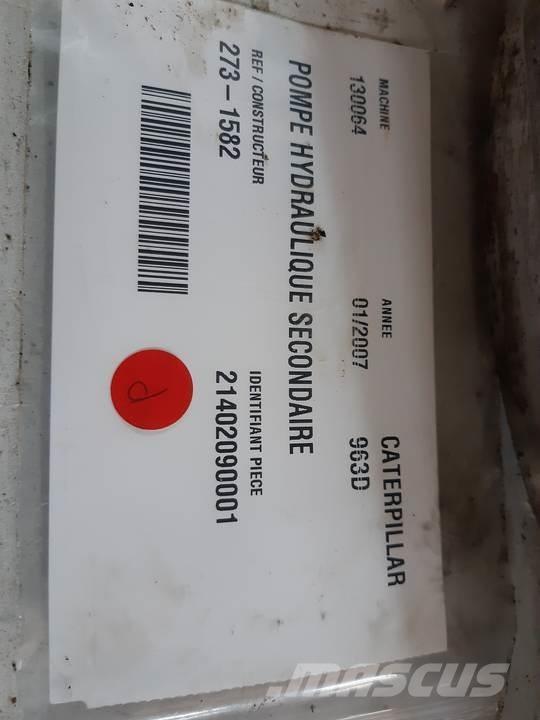 MACHINE ANNEE CATERPILLAR
130064 01/2007 963D
POMPE HYDRAULIQUE SECONDAIRE
REF / CONSTRUCTEUR IDENTIFIANT PIECE
273-1582 21402090001
d
MASCUS